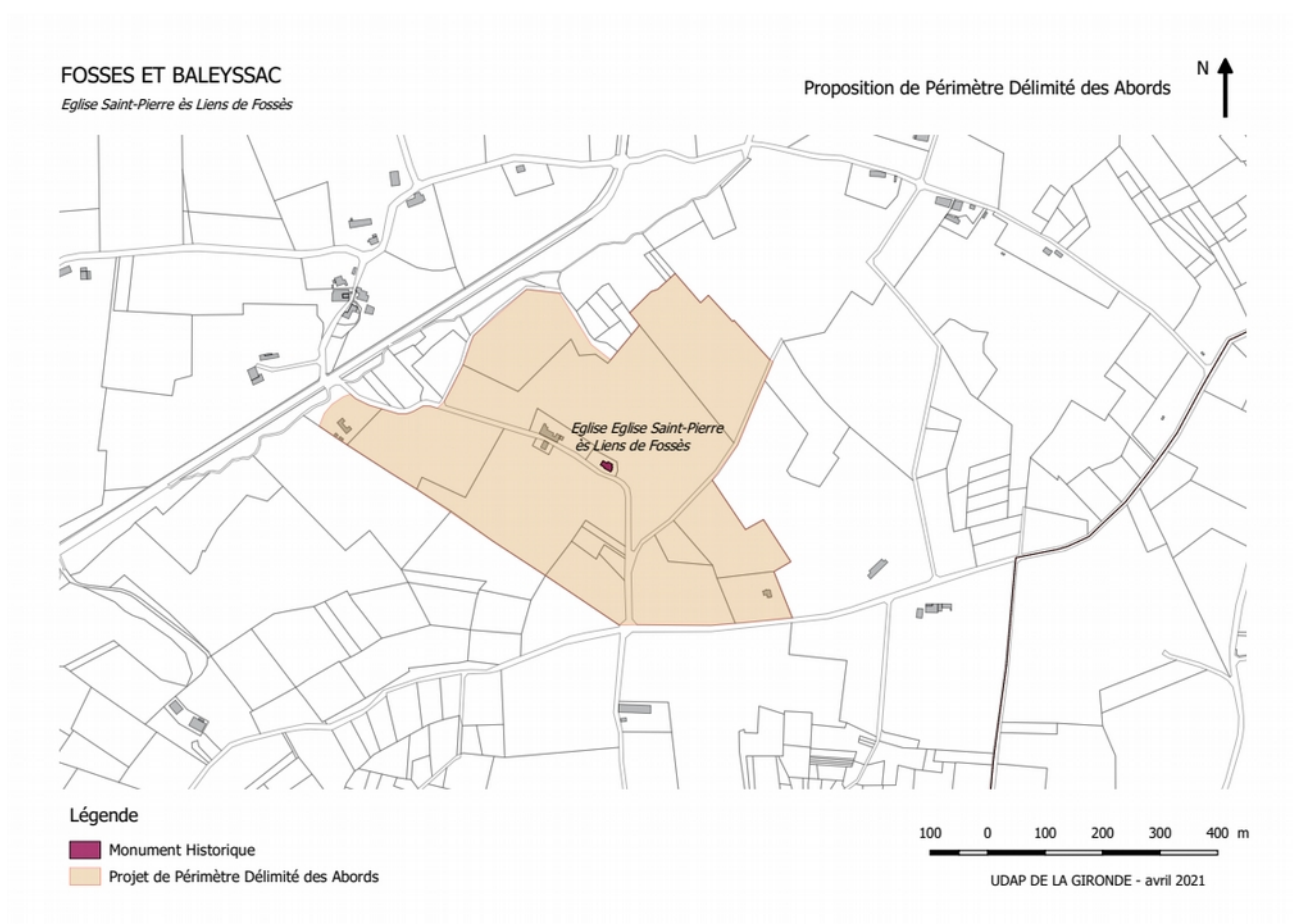 FOSSES ET BALEYSSAC
Eglise Saint-Pierre ès Liens de Fossès
Proposition de Périmètre Délimité des Abords
N
Eglise Eglise Saint-Pierre
ès Liens de Fossès
Légende
Monument Historique
Projet de Périmètre Délimité des Abords
100 0 100 200 300 400 m
UDAP DE LA GIRONDE - avril 2021